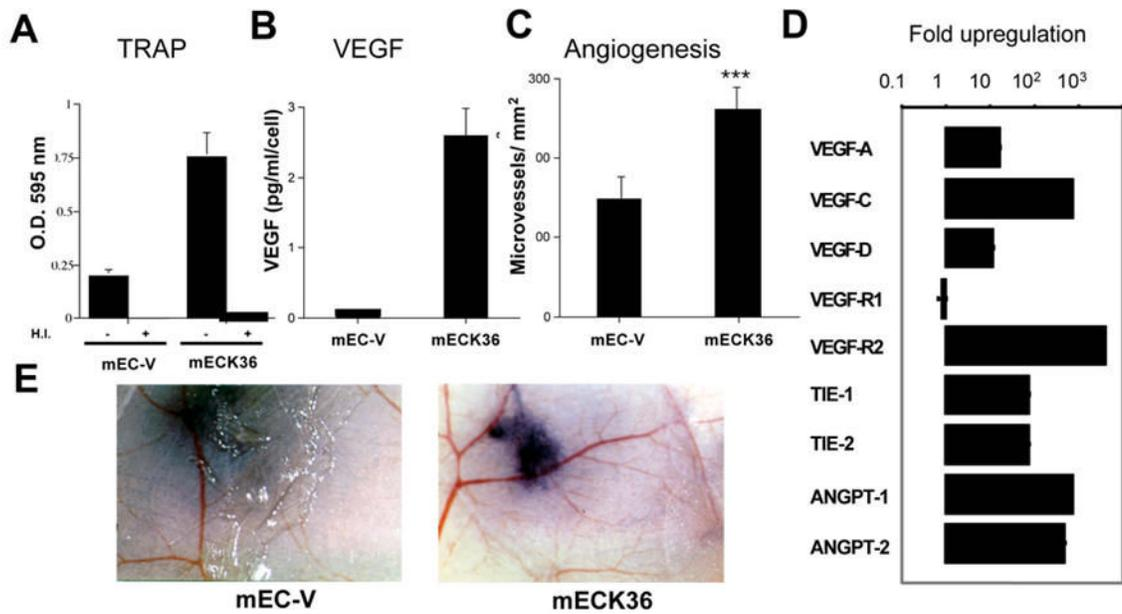 A
TRAP
O.D. 595 nm
1
.75
0.5
0.25
0
H.I.
- + - +
mEC-V mECK36
B
VEGF
VEGF (pg/ml/cell)
3
2
1
0
mEC-V mECK36
C
Angiogenesis
Microvessels/ mm²
300
00
00
0
***
mEC-V mECK36
D
Fold upregulation
0.1 1 10 10² 10³
VEGF-A
VEGF-C
VEGF-D
VEGF-R1
VEGF-R2
TIE-1
TIE-2
ANGPT-1
ANGPT-2
E
mEC-V mECK36